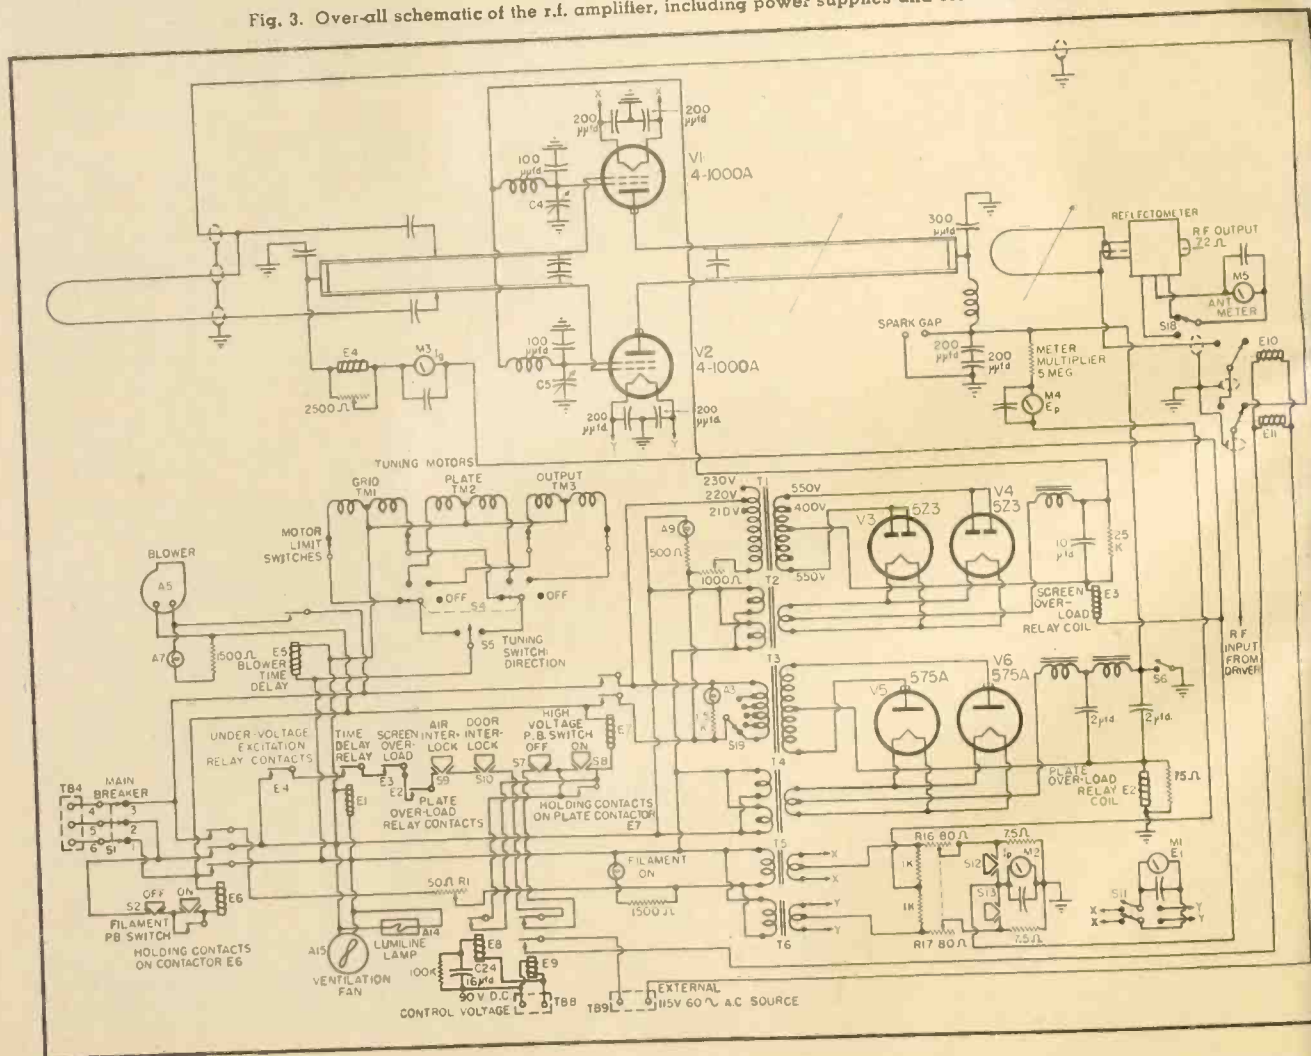 Fig. 3. Over-all schematic of the r.f. amplifier, including power supplies and
X
X
200
μμfd
200
μμfd
100
μμfd
V1
4-1000A
C4
300
μμfd
REFLECTOMETER
R F OUTPUT
72 Ω
M5
ANT
METER
S18
SPARK GAP
200
μμfd
200
μμfd
METER
MULTIPLIER
5 MEG
M4
Ep
E10
E11
E4
M3 Ig
2500 Ω
100
μμfd
C5
V2
4-1000A
200
μμfd
200
μμfd
Y
Y
TUNING MOTORS
GRID
TM1
PLATE
TM2
OUTPUT
TM3
MOTOR
LIMIT
SWITCHES
OFF
S4
OFF
S5 TUNING
SWITCH
DIRECTION
BLOWER
A5
A7
1500 Ω
E5
BLOWER
TIME
DELAY
230V
220V
210V
T1
550V
400V
550V
A9
500 Ω
1000 Ω
T2
V3 5Z3
V4
5Z3
10
μfd
25
K
E3
SCREEN
OVER-
LOAD
RELAY COIL
R F
INPUT
FROM
DRIVER
T3
A3
S19
V5 575A
V6
575A
2μfd.
2μfd.
S6
PLATE
OVER-LOAD
RELAY E2
COIL
75 Ω
T4
UNDER-VOLTAGE
EXCITATION
RELAY CONTACTS
E4
TIME
DELAY
RELAY
E1
SCREEN
OVER-
LOAD
E3
E2
PLATE
OVER-LOAD
RELAY CONTACTS
AIR
INTER-
LOCK
S9
DOOR
INTER-
LOCK
S10
HIGH
VOLTAGE
P.B. SWITCH
OFF ON
S7 S8
E7
HOLDING CONTACTS
ON PLATE CONTACTOR
E7
TB4
MAIN
BREAKER
4 3
5 2
6 S1 1
OFF ON
S2
FILAMENT
PB SWITCH
E6
HOLDING CONTACTS
ON CONTACTOR E6
50 Ω R1
FILAMENT
ON
1500 Ω
T5
X
X
Y
Y
T6
R16 80 Ω
7.5 Ω
1K
1K
S12
S13
Ip
M2
R17 80 Ω
7.5 Ω
M1
E1
S11
X
X
Y
Y
A14
LUMILINE
LAMP
A15
VENTILATION
FAN
E8
100K
C24
16μfd
E9
90 V D.C
CONTROL VOLTAGE
TB8
TB9
EXTERNAL
115V 60 ∿ A.C SOURCE